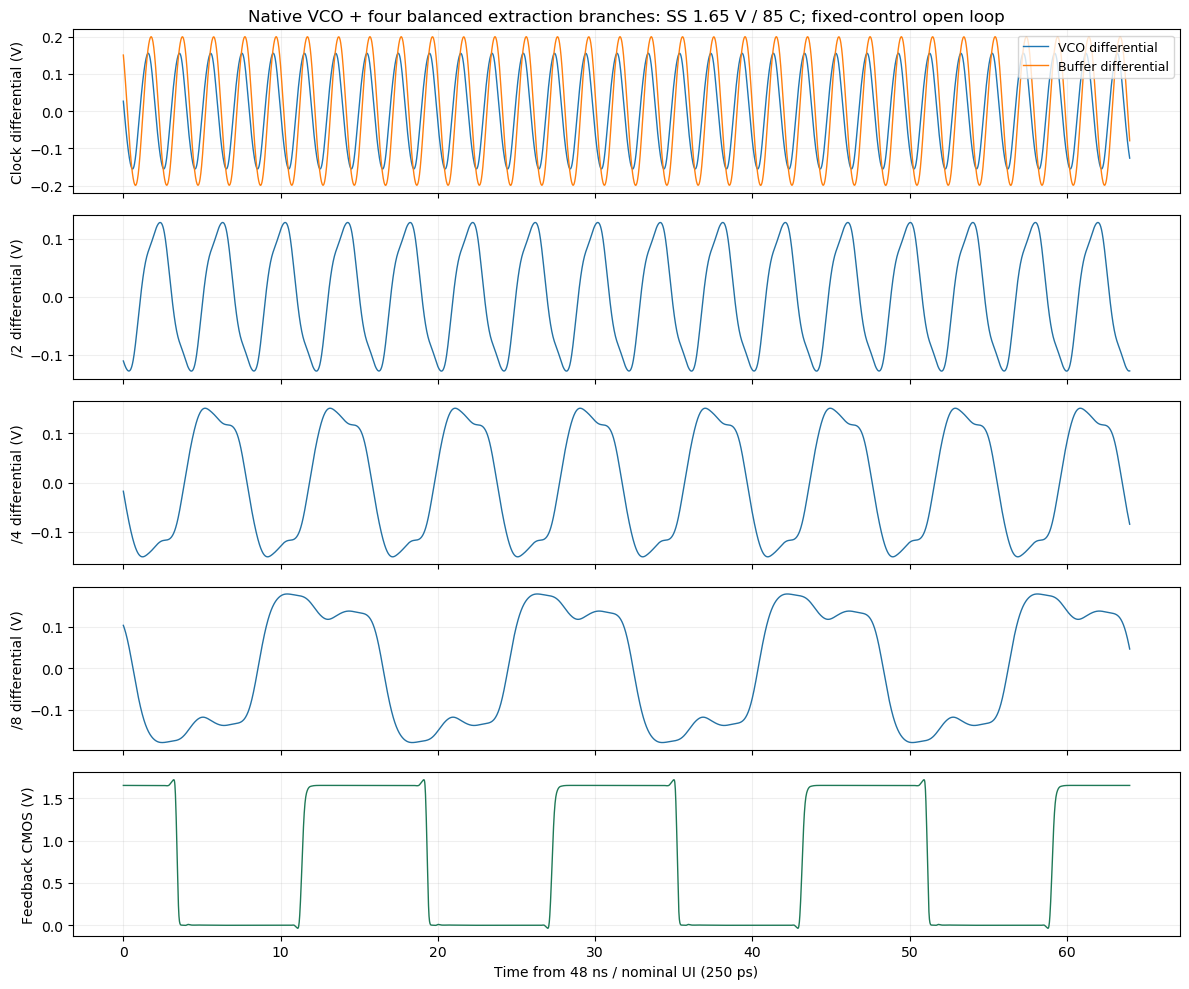 Native VCO + four balanced extraction branches: SS 1.65 V / 85 C; fixed-control open loop
Clock differential (V)
0.2
0.1
0.0
−0.1
−0.2
VCO differential
Buffer differential
/2 differential (V)
0.1
0.0
−0.1
/4 differential (V)
0.1
0.0
−0.1
/8 differential (V)
0.1
0.0
−0.1
Feedback CMOS (V)
1.5
1.0
0.5
0.0
0 10 20 30 40 50 60
Time from 48 ns / nominal UI (250 ps)